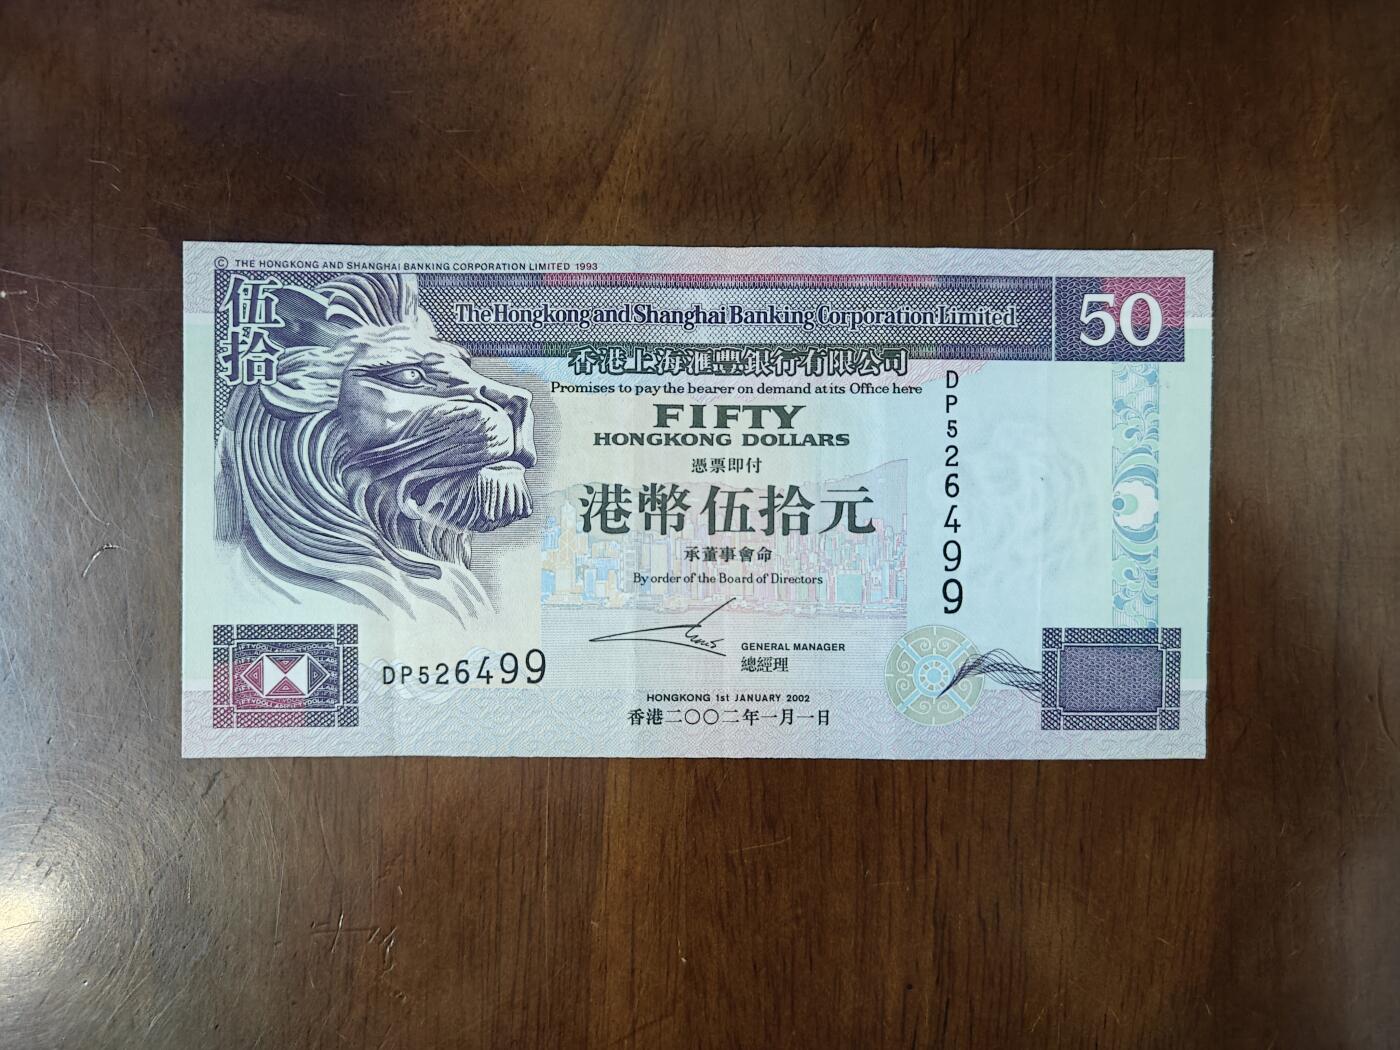 © THE HONGKONG AND SHANGHAI BANKING CORPORATION LIMITED 1993
伍拾
The Hongkong and Shanghai Banking Corporation Limited
50
香港上海滙豐銀行有限公司
Promises to pay the bearer on demand at its Office here
FIFTY
HONGKONG DOLLARS
憑票即付
港幣伍拾元
承董事會命
By order of the Board of Directors
DP526499
GENERAL MANAGER
總經理
DP526499
HONGKONG 1st JANUARY 2002
香港二〇〇二年一月一日